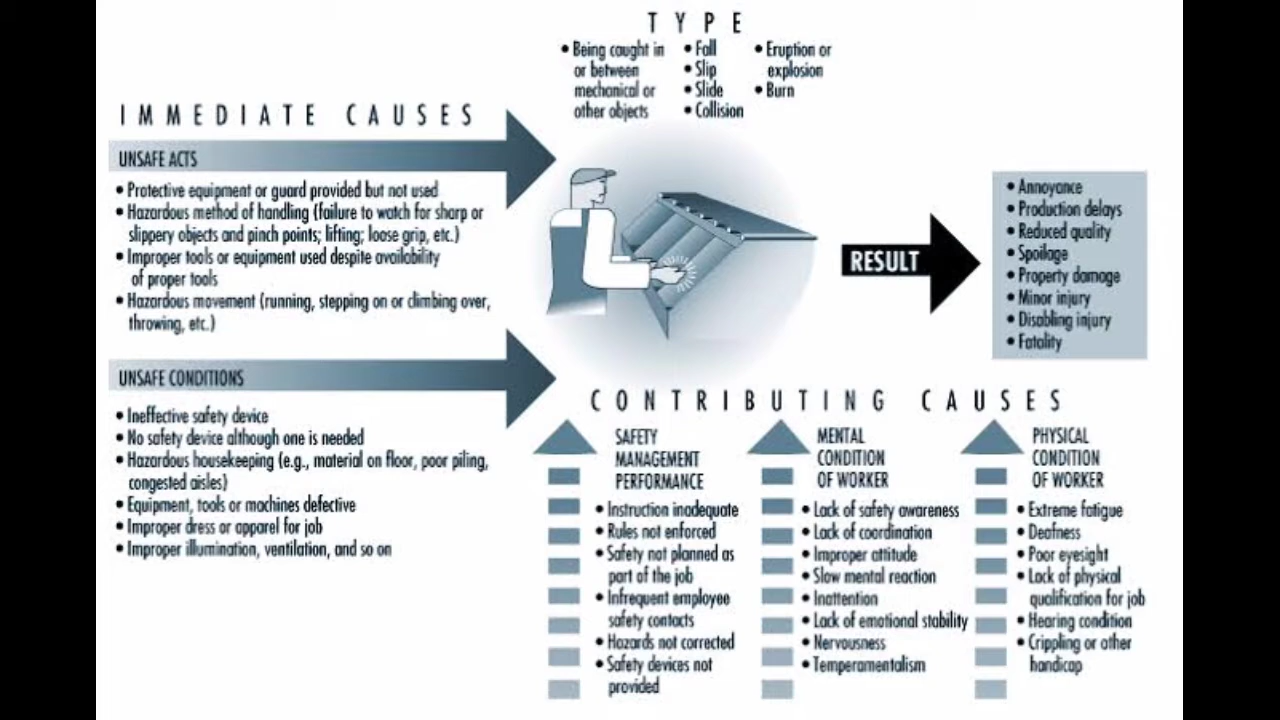 TYPE
• Being caught in
or between
mechanical or
other objects
• Fall
• Slip
• Slide
• Collision
• Eruption or
explosion
• Burn
IMMEDIATE CAUSES
UNSAFE ACTS
• Protective equipment or guard provided but not used
• Hazardous method of handling (failure to watch for sharp or
slippery objects and pinch points; lifting; loose grip, etc.)
• Improper tools or equipment used despite availability
of proper tools
• Hazardous movement (running, stepping on or climbing over,
throwing, etc.)
UNSAFE CONDITIONS
• Ineffective safety device
• No safety device although one is needed
• Hazardous housekeeping (e.g., material on floor, poor piling,
congested aisles)
• Equipment, tools or machines defective
• Improper dress or apparel for job
• Improper illumination, ventilation, and so on
RESULT
• Annoyance
• Production delays
• Reduced quality
• Spoilage
• Property damage
• Minor injury
• Disabling injury
• Fatality
CONTRIBUTING CAUSES
SAFETY
MANAGEMENT
PERFORMANCE
• Instruction inadequate
• Rules not enforced
• Safety not planned as
part of the job
• Infrequent employee
safety contacts
• Hazards not corrected
• Safety devices not
provided
MENTAL
CONDITION
OF WORKER
• Lack of safety awareness
• Lack of coordination
• Improper attitude
• Slow mental reaction
• Inattention
• Lack of emotional stability
• Nervousness
• Temperamentalism
PHYSICAL
CONDITION
OF WORKER
• Extreme fatigue
• Deafness
• Poor eyesight
• Lack of physical
qualification for job
• Hearing condition
• Crippling or other
handicap